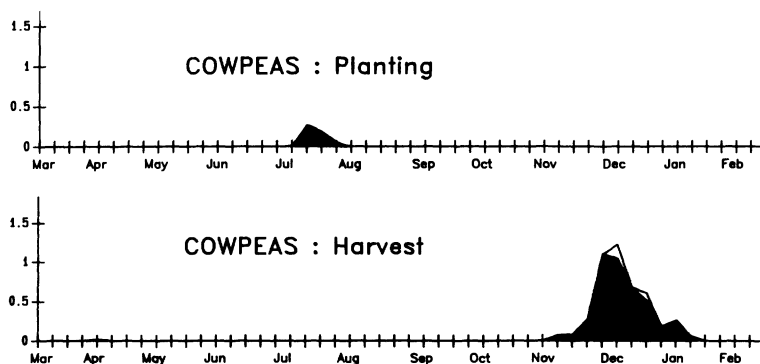 1.5
COWPEAS : Planting
1
0.5
0
Mar Apr May Jun Jul Aug Sep Oct Nov Dec Jan Feb
1.5
COWPEAS : Harvest
1
0.5
0
Mar Apr May Jun Jul Aug Sep Oct Nov Dec Jan Feb